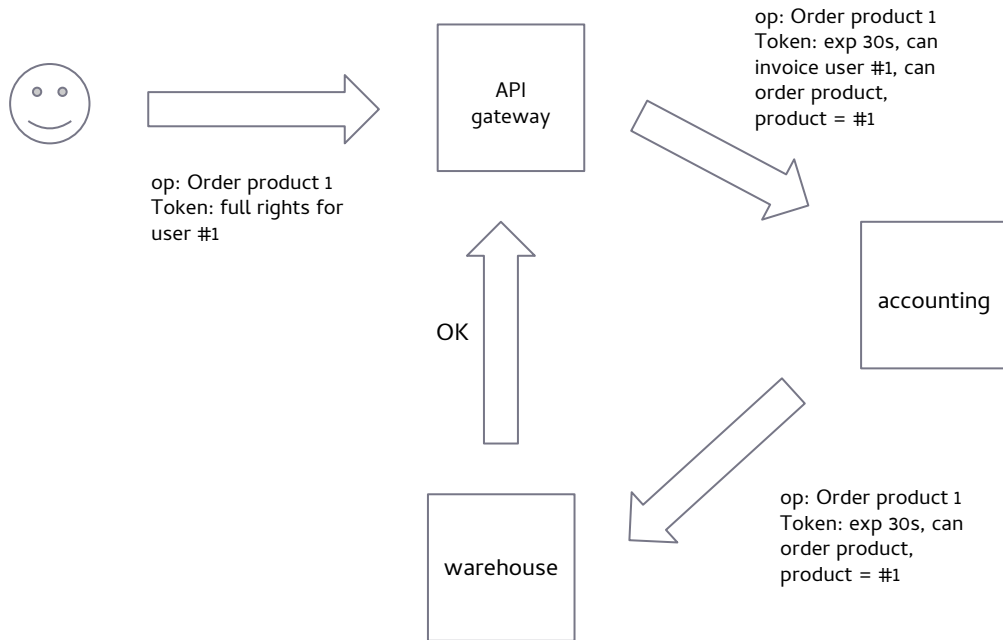 op: Order product 1
Token: exp 30s, can
invoice user #1, can
order product,
product = #1
API
gateway
op: Order product 1
Token: full rights for
user #1
accounting
OK
op: Order product 1
Token: exp 30s, can
order product,
product = #1
warehouse